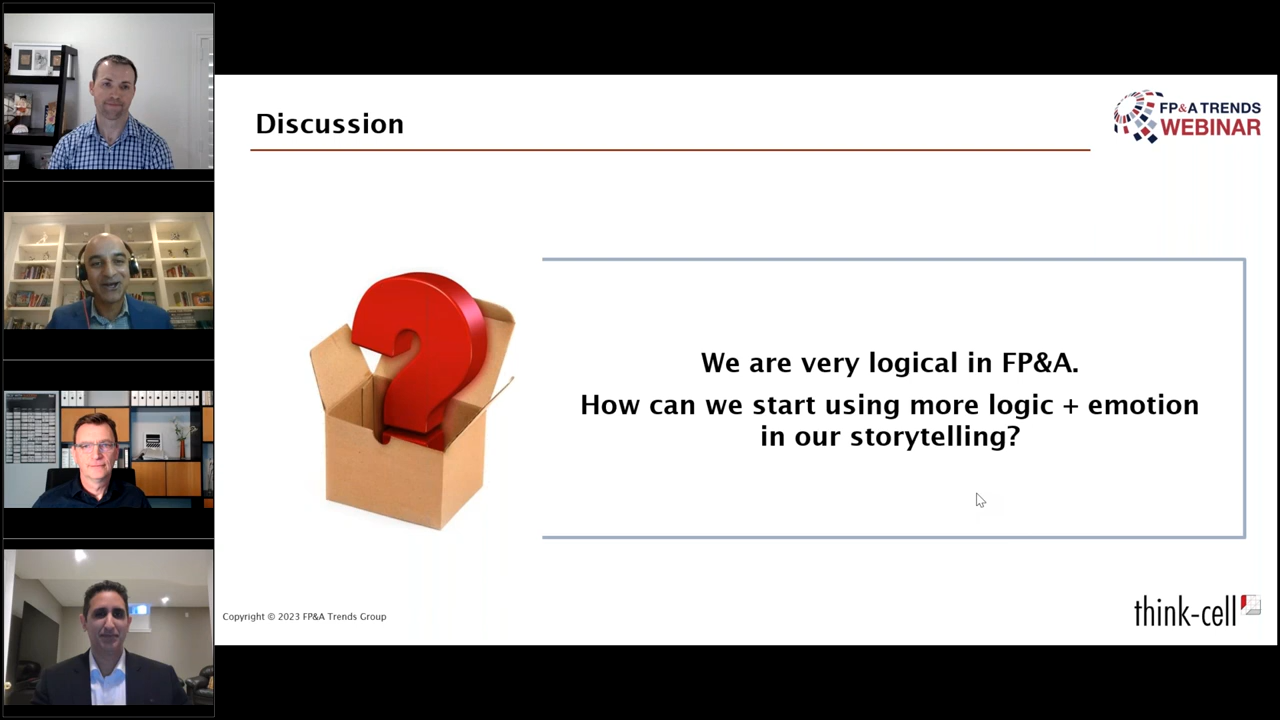 Discussion
FP&A TRENDS
WEBINAR
We are very logical in FP&A.
How can we start using more logic + emotion
in our storytelling?
Copyright © 2023 FP&A Trends Group
think-cell